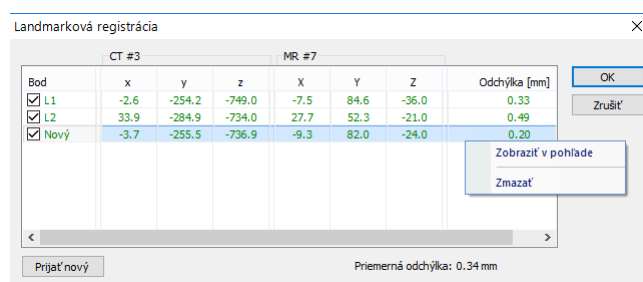 Landmarková registrácia
CT #3 MR #7
Bod x y z X Y Z Odchýlka [mm]
L1 -2.6 -254.2 -749.0 -7.5 84.6 -36.0 0.33
L2 33.9 -284.9 -734.0 27.7 52.3 -21.0 0.49
Nový -3.7 -255.5 -736.9 -9.3 82.0 -24.0 0.20
OK
Zrušiť
Zobraziť v pohľade
Zmazať
Prijať nový
Priemerná odchýlka: 0.34 mm